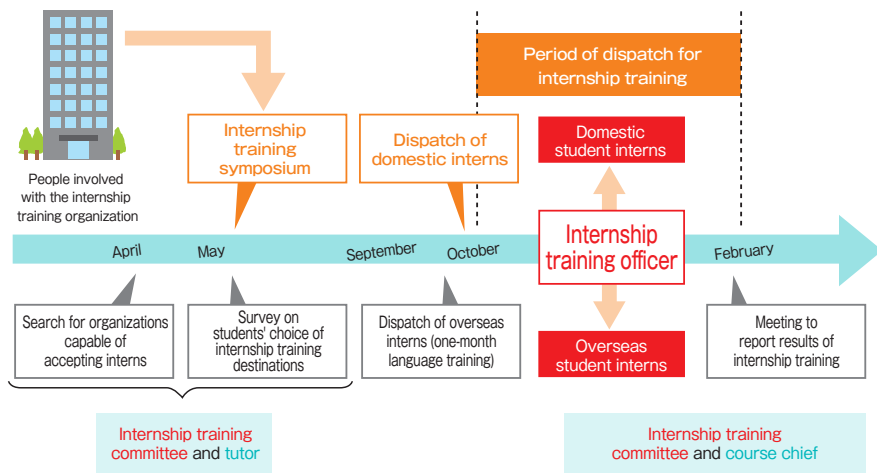 Period of dispatch for
internship training
Internship
training
symposium
Dispatch of
domestic interns
Domestic
student interns
People involved
with the internship
training organization
April
May
September
October
Internship
training officer
February
Search for organizations
capable of
accepting interns
Survey on
students' choice of
internship training
destinations
Dispatch of overseas
interns (one-month
language training)
Overseas
student interns
Meeting to
report results of
internship training
Internship training
committee and tutor
Internship training
committee and course chief